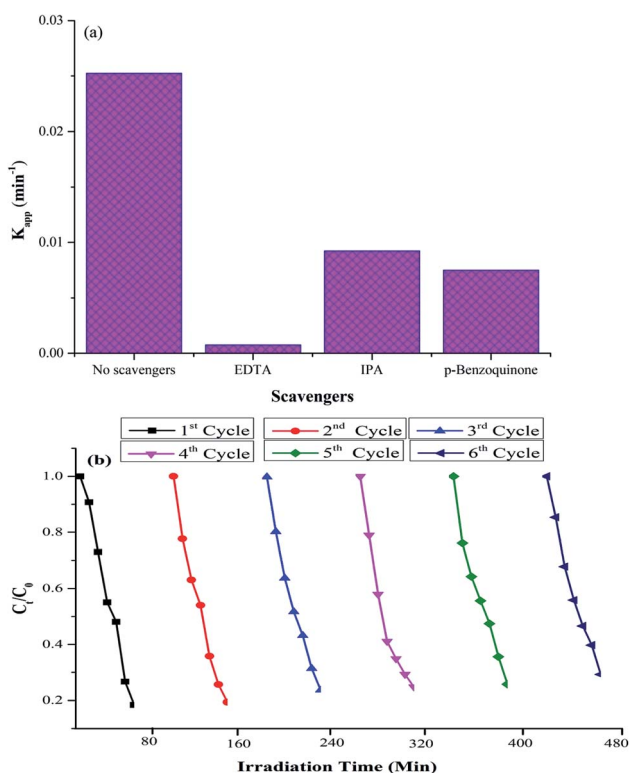 (a)
0.03
0.02
0.01
0.00
K_app (min⁻¹)
No scavengers EDTA IPA p-Benzoquinone
Scavengers
1st Cycle 2nd Cycle 3rd Cycle
4th Cycle 5th Cycle 6th Cycle
(b)
1.0
0.8
0.6
0.4
0.2
C_t/C_0
80 160 240 320 400 480
Irradiation Time (Min)